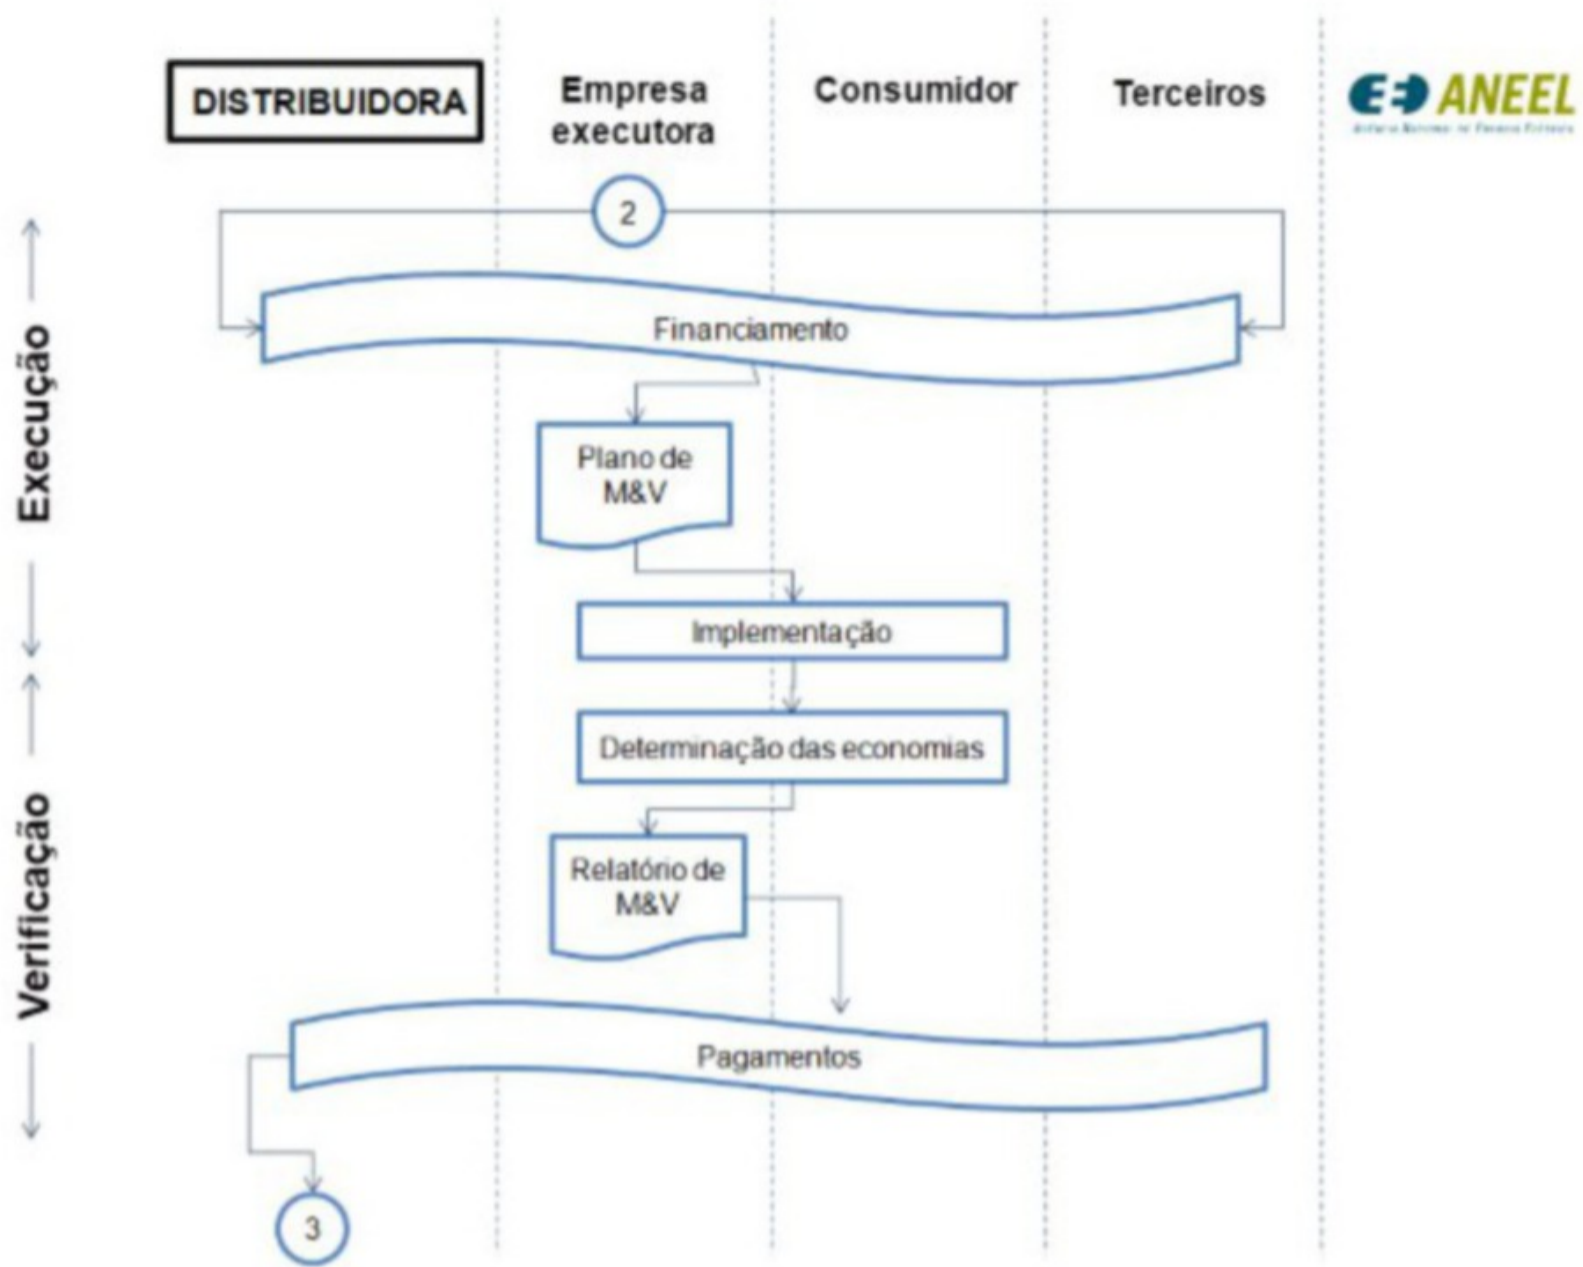 DISTRIBUIDORA
Empresa
executora
Consumidor
Terceiros
ANEEL
2
Execução
Financiamento
Plano de
M&V
Implementação
Verificação
Determinação das economias
Relatório de
M&V
Pagamentos
3